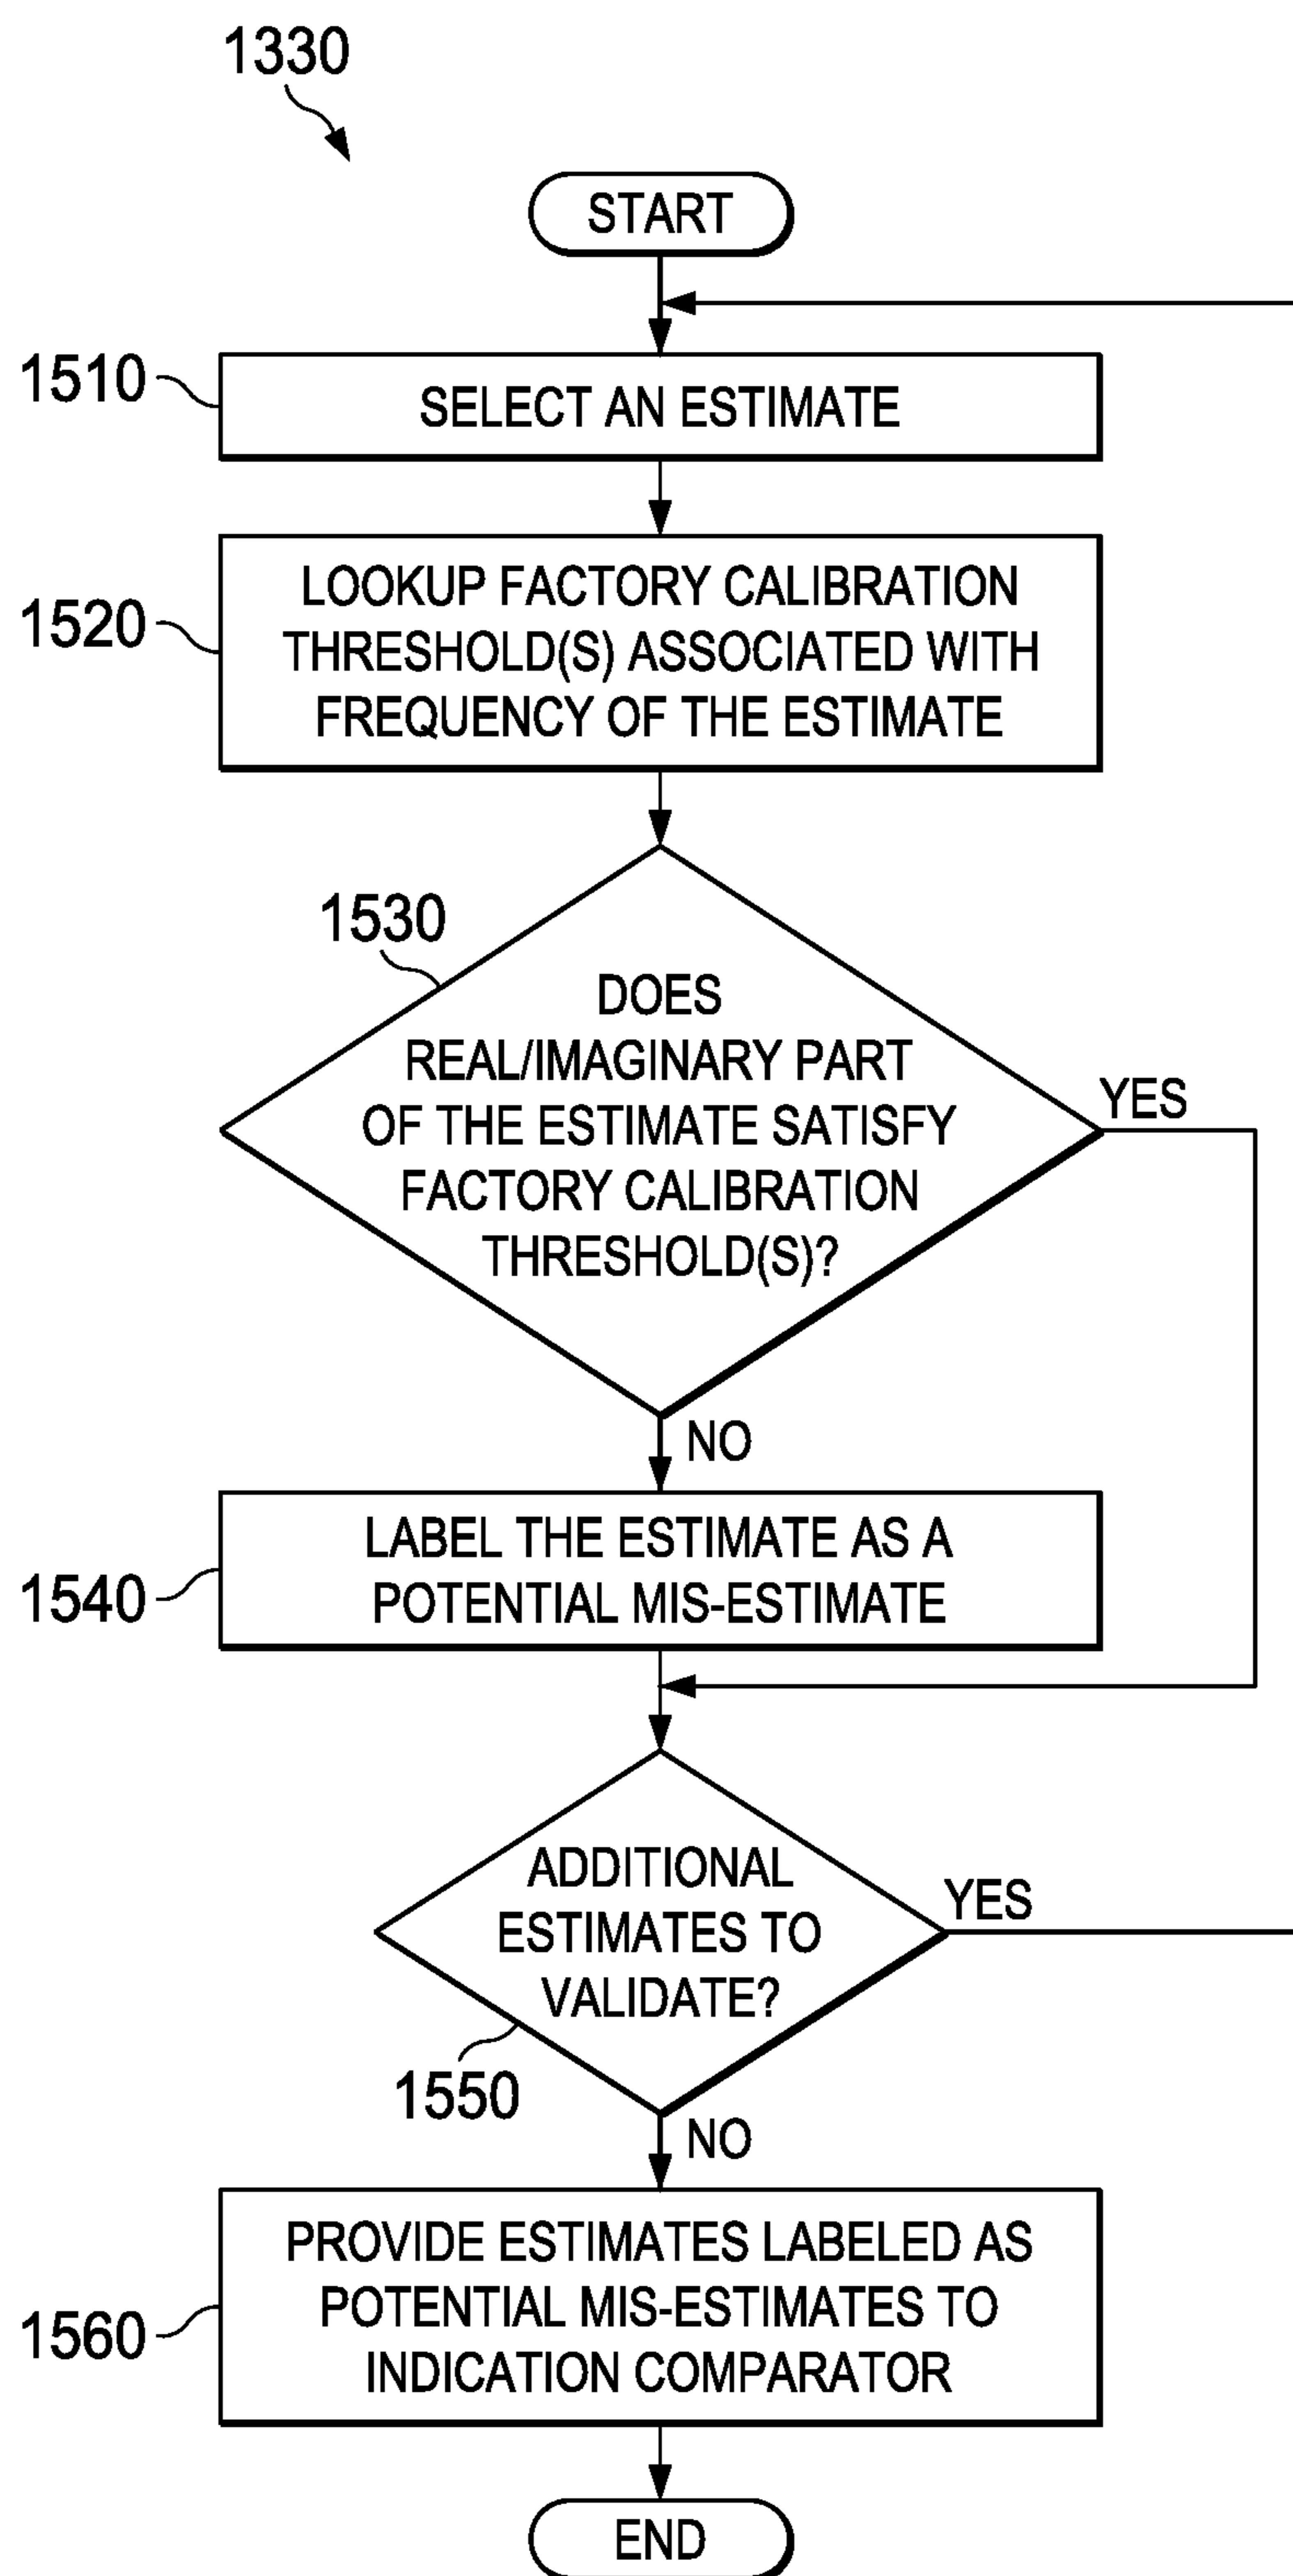 1330
START
1510
SELECT AN ESTIMATE
1520
LOOKUP FACTORY CALIBRATION
THRESHOLD(S) ASSOCIATED WITH
FREQUENCY OF THE ESTIMATE
1530
DOES
REAL/IMAGINARY PART
OF THE ESTIMATE SATISFY
FACTORY CALIBRATION
THRESHOLD(S)?
YES
NO
1540
LABEL THE ESTIMATE AS A
POTENTIAL MIS-ESTIMATE
ADDITIONAL
ESTIMATES TO
VALIDATE?
YES
1550
NO
1560
PROVIDE ESTIMATES LABELED AS
POTENTIAL MIS-ESTIMATES TO
INDICATION COMPARATOR
END